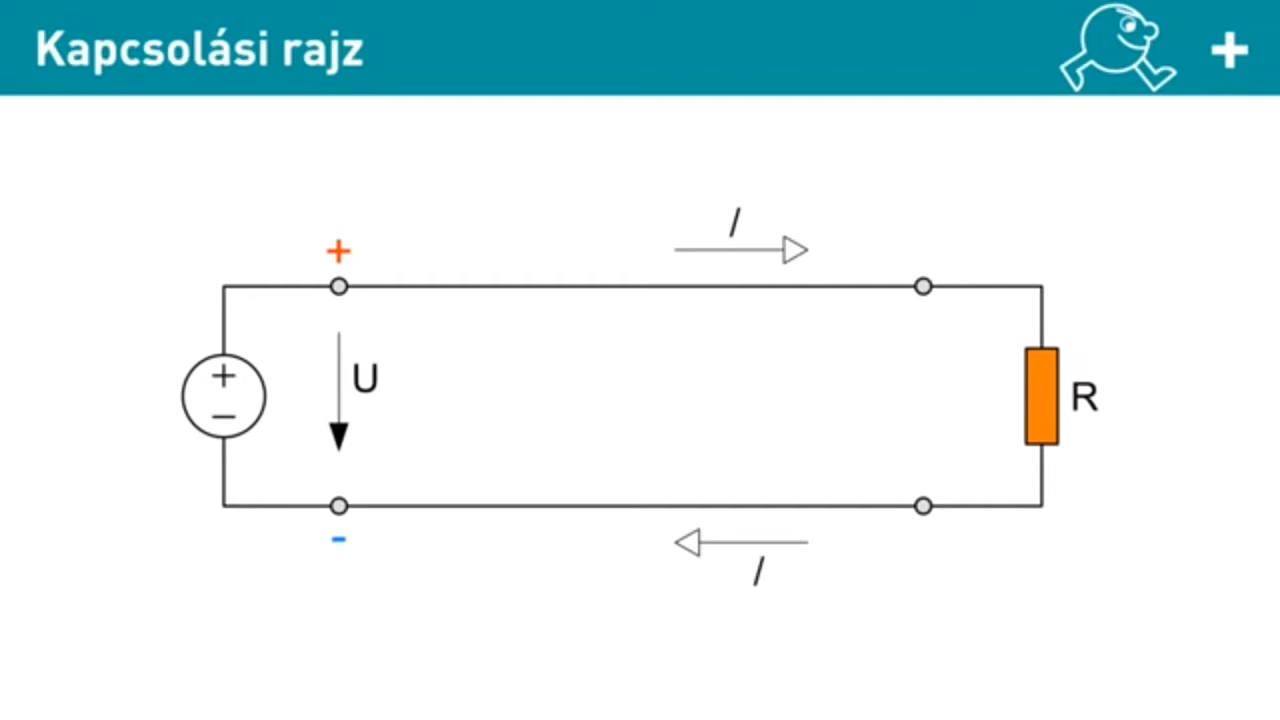 Kapcsolási rajz
+
+
I
+
−
U
R
-
I